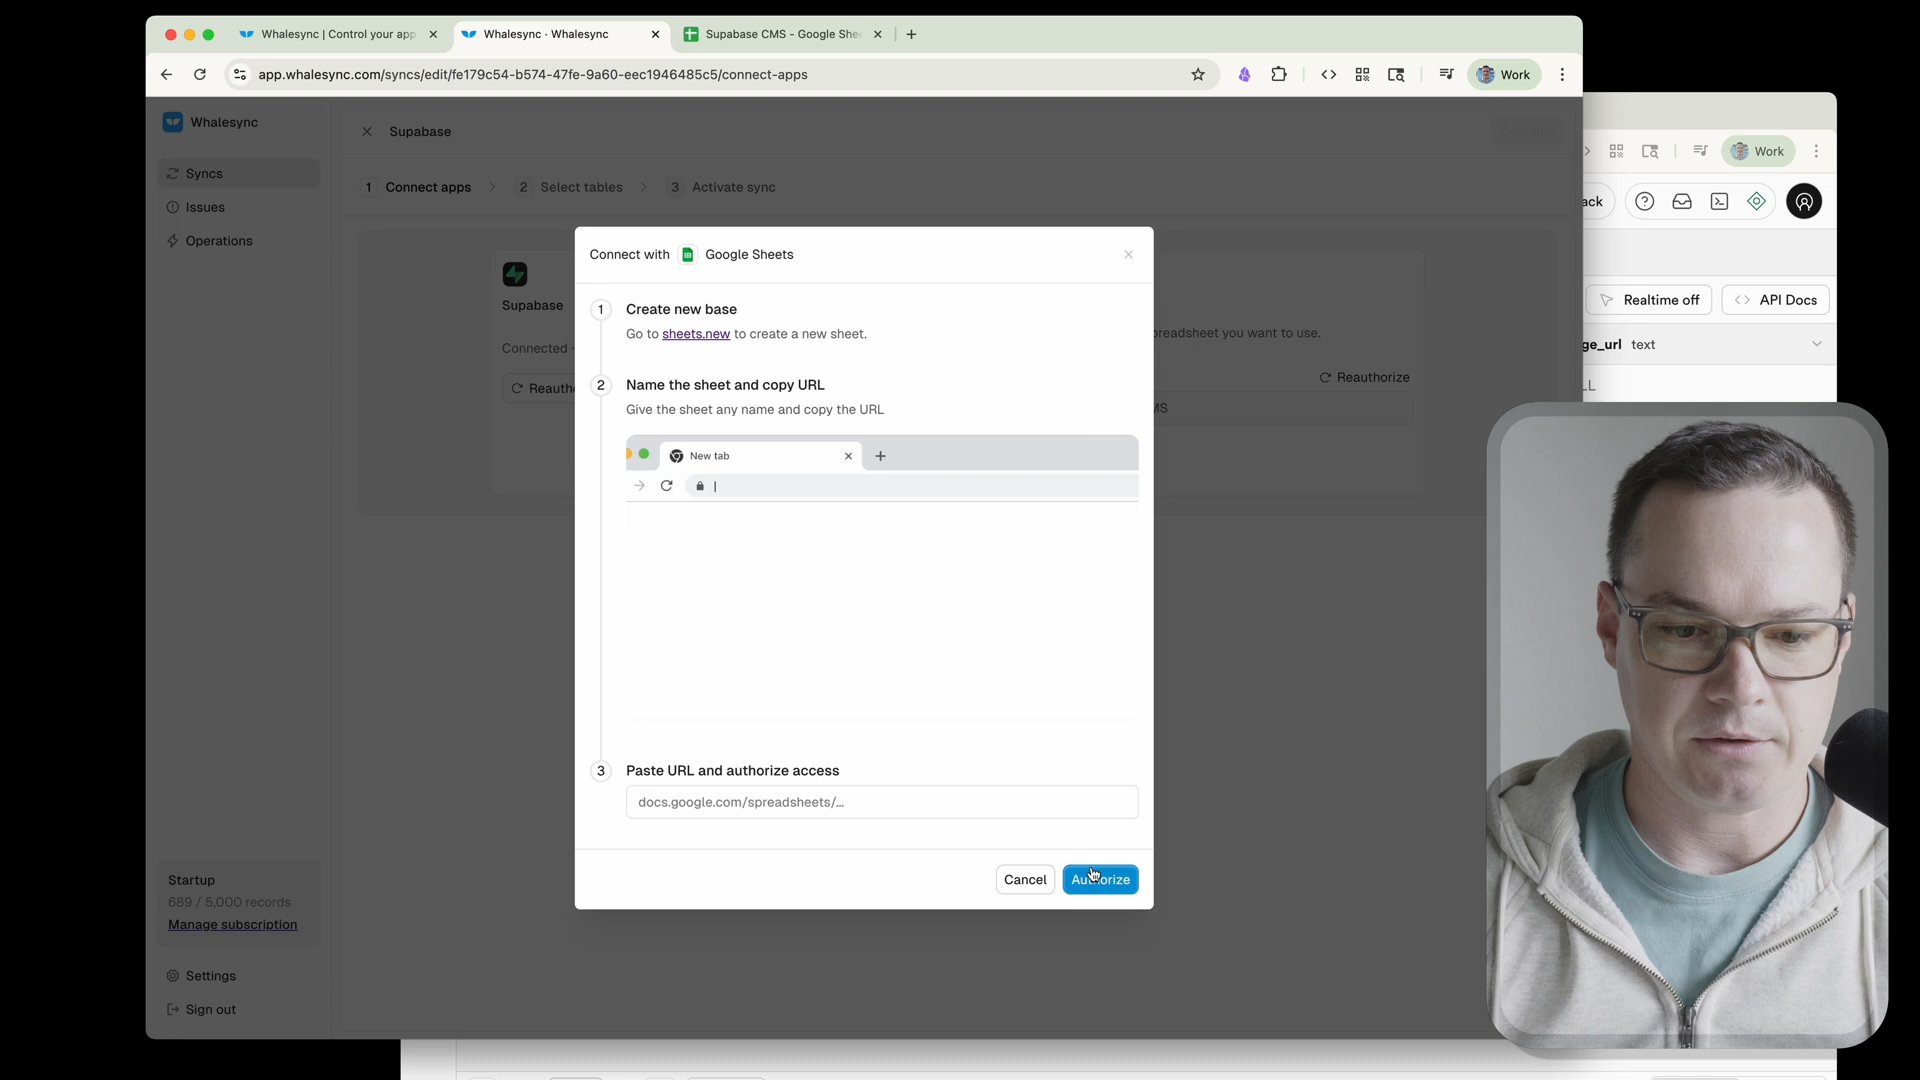 Whalesync | Control your app
Whalesync · Whalesync
Supabase CMS - Google She
app.whalesync.com/syncs/edit/fe179c54-b574-47fe-9a60-eec1946485c5/connect-apps
Work
Whalesync
Syncs
Issues
Operations
Supabase
1 Connect apps
2 Select tables
3 Activate sync
Supabase
Connected
Reautho
readsheet you want to use.
Reauthorize
MS
Connect with Google Sheets
1 Create new base
Go to sheets.new to create a new sheet.
2 Name the sheet and copy URL
Give the sheet any name and copy the URL
New tab
3 Paste URL and authorize access
docs.google.com/spreadsheets/...
Cancel
Authorize
Startup
689 / 5,000 records
Manage subscription
Settings
Sign out
Work
ack
Realtime off
API Docs
ge_url text
LL